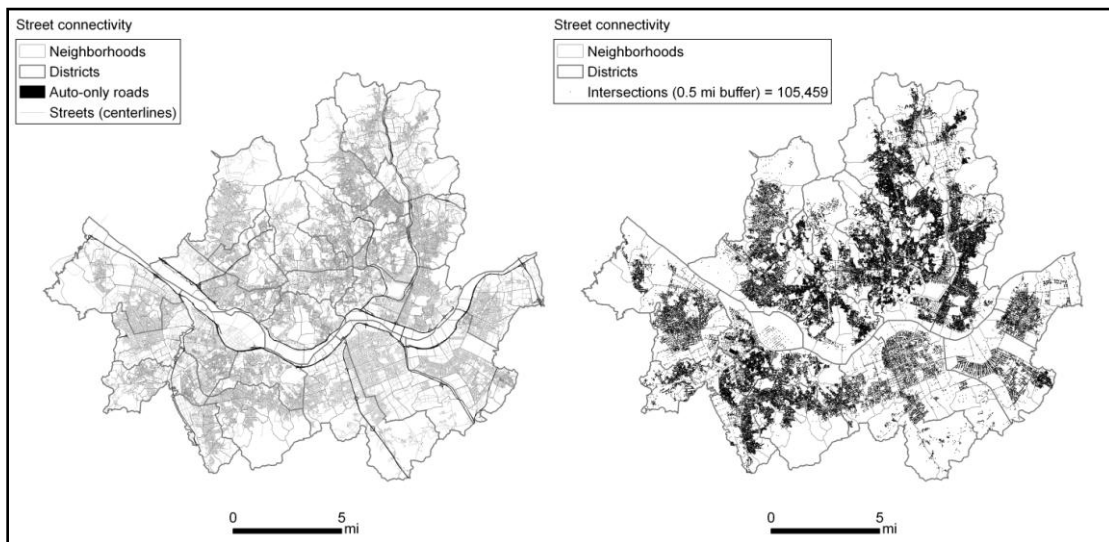 Street connectivity
Neighborhoods
Districts
Auto-only roads
Streets (centerlines)
0 5
mi
Street connectivity
Neighborhoods
Districts
Intersections (0.5 mi buffer) = 105,459
0 5
mi